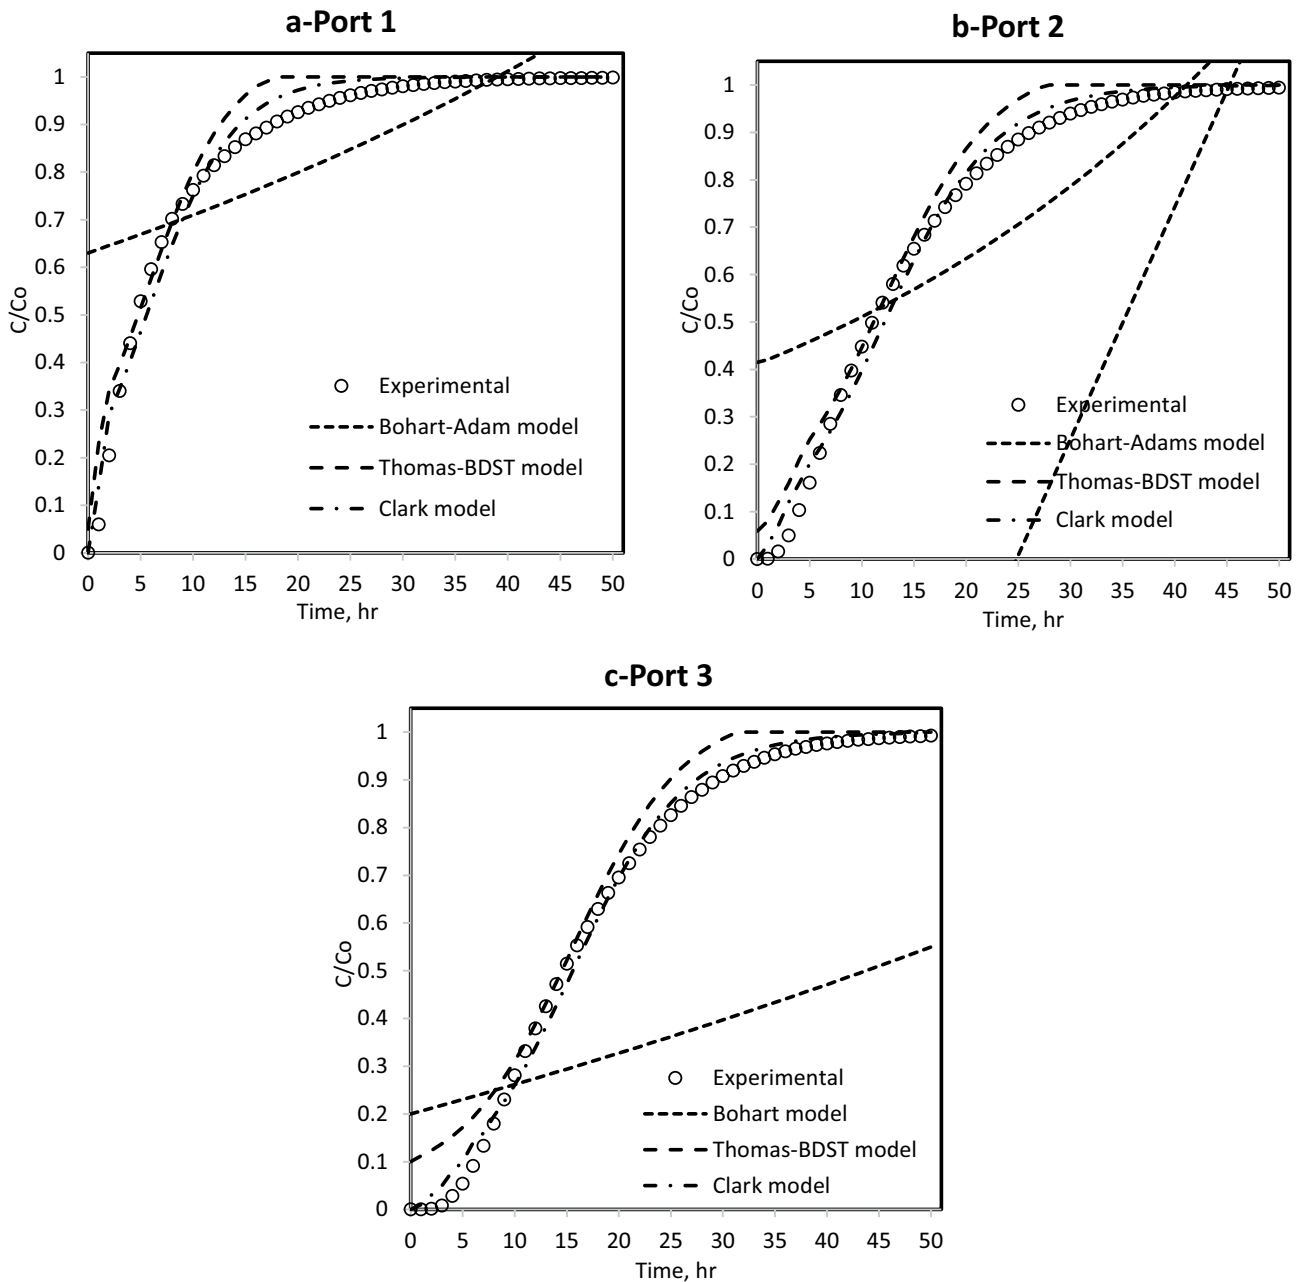 a-Port 1
C/Co
1
0.9
0.8
0.7
0.6
0.5
0.4
0.3
0.2
0.1
0
Experimental
Bohart-Adam model
Thomas-BDST model
Clark model
0 5 10 15 20 25 30 35 40 45 50
Time, hr
b-Port 2
C/Co
1
0.9
0.8
0.7
0.6
0.5
0.4
0.3
0.2
0.1
0
Experimental
Bohart-Adams model
Thomas-BDST model
Clark model
0 5 10 15 20 25 30 35 40 45 50
Time, hr
c-Port 3
C/Co
1
0.9
0.8
0.7
0.6
0.5
0.4
0.3
0.2
0.1
0
Experimental
Bohart model
Thomas-BDST model
Clark model
0 5 10 15 20 25 30 35 40 45 50
Time, hr